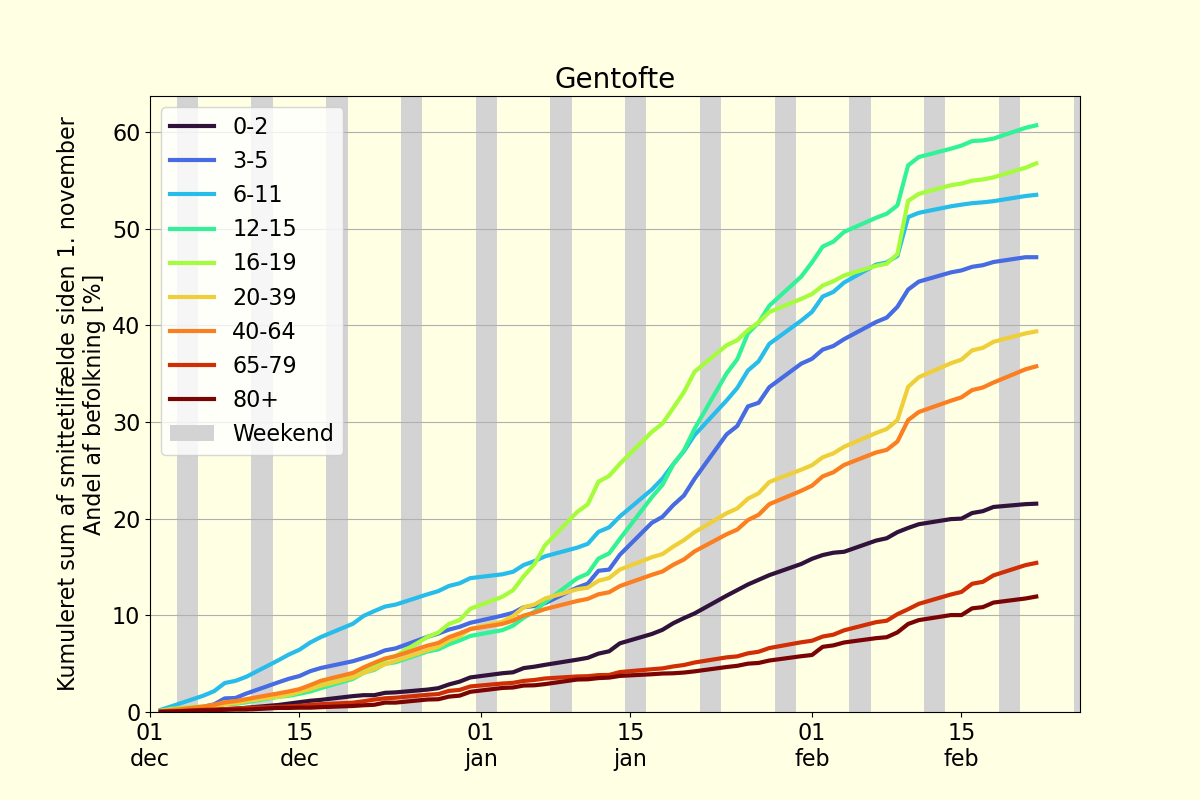 Gentofte
Kumuleret sum af smittetilfælde siden 1. november
Andel af befolkning [%]
60
50
40
30
20
10
0
0-2
3-5
6-11
12-15
16-19
20-39
40-64
65-79
80+
Weekend
01 dec
15 dec
01 jan
15 jan
01 feb
15 feb